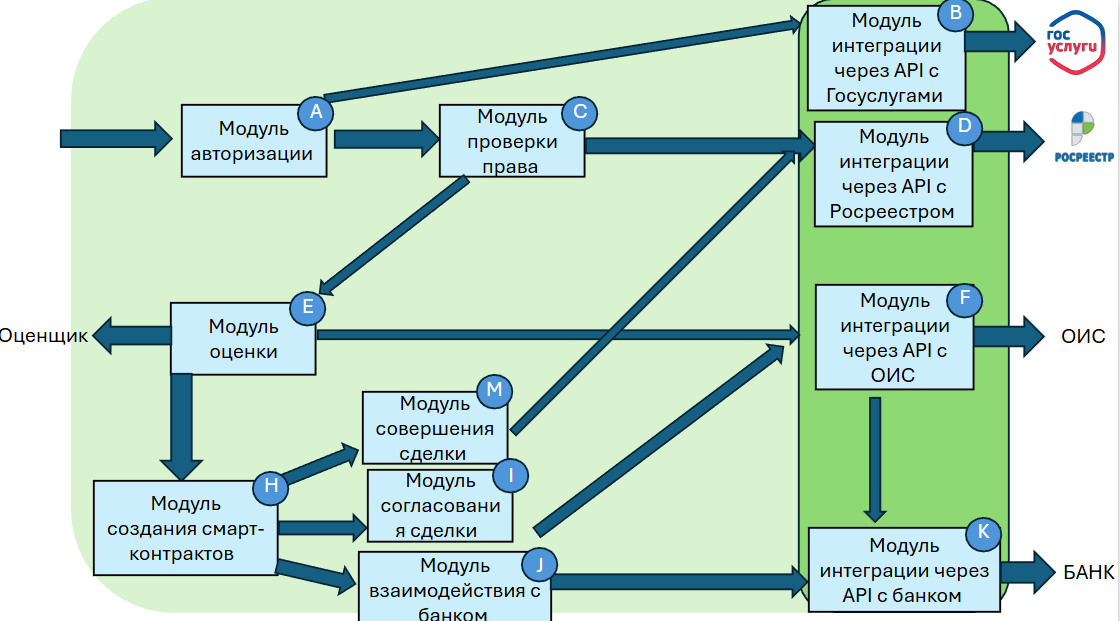 Модуль
интеграции
через API с
Госуслугами
B
гос
услуги
Модуль
авторизации
A
Модуль
проверки
права
C
Модуль
интеграции
через API с
Росреестром
D
РОСРЕЕСТР
Оценщик
Модуль
оценки
E
Модуль
интеграции
через API с
ОИС
F
ОИС
Модуль
совершения
сделки
M
Модуль
согласовани
я сделки
I
Модуль
создания смарт-
контрактов
H
Модуль
взаимодействия с
банком
J
Модуль
интеграции через
API с банком
K
БАНК